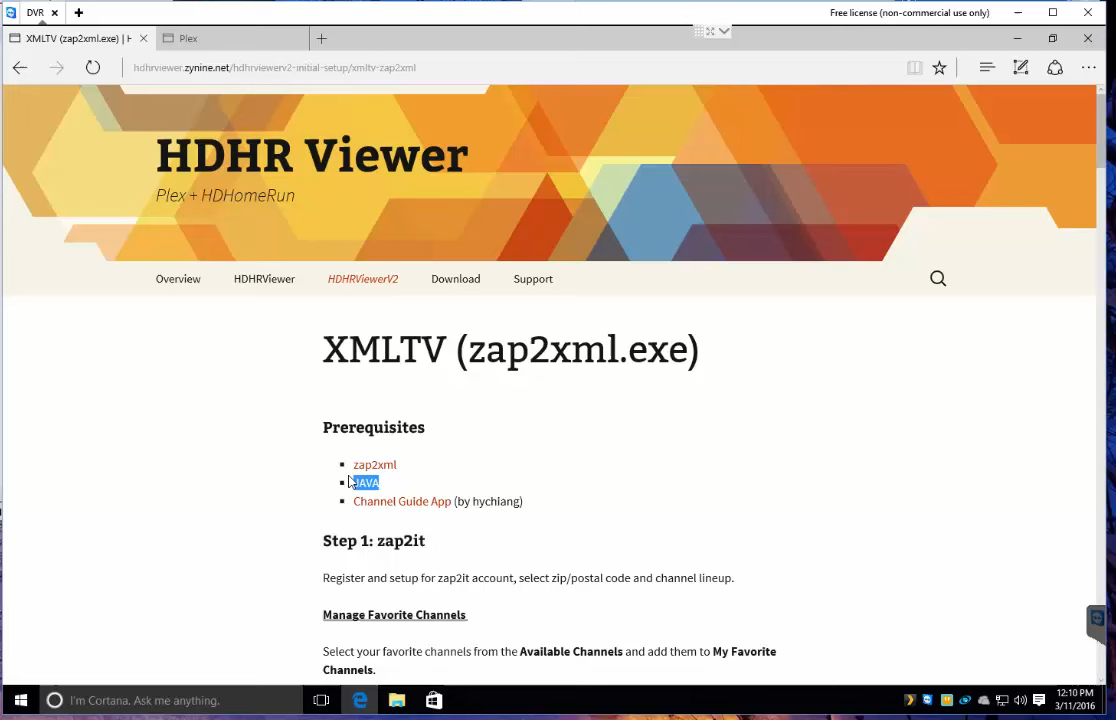 DVR
Free license (non-commercial use only)
XMLTV (zap2xml.exe) | H
Plex
hdhrviewer.zynine.net/hdhrviewerv2-initial-setup/xmltv-zap2xml
HDHR Viewer
Plex + HDHomeRun
Overview HDHRViewer HDHRViewerV2 Download Support
XMLTV (zap2xml.exe)
Prerequisites
zap2xml
JAVA
Channel Guide App (by hychiang)
Step 1: zap2it
Register and setup for zap2it account, select zip/postal code and channel lineup.
Manage Favorite Channels
Select your favorite channels from the Available Channels and add them to My Favorite
Channels.
I'm Cortana. Ask me anything.
12:10 PM
3/11/2016